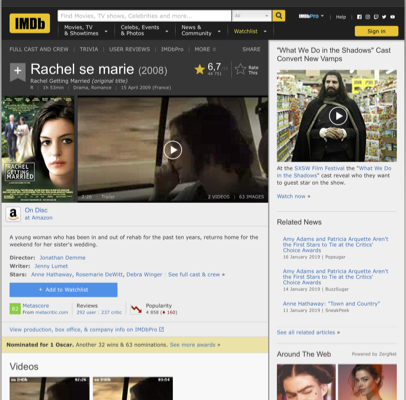 IMDb
Find Movies, TV shows, Celebrities and more...
All
IMDbPro
Help
Movies, TV
& Showtimes
Celebs, Events
& Photos
News &
Community
Watchlist
Sign in
FULL CAST AND CREW | TRIVIA | USER REVIEWS | IMDbPro | MORE
SHARE
Rachel se marie (2008)
Rachel Getting Married (original title)
R | 1h 53min | Drama, Romance | 15 April 2009 (France)
6,7
Rate
This
RACHEL
GETTING
MARRIED
2:26 | Trailer
2 VIDEOS | 63 IMAGES
On Disc
at Amazon
A young woman who has been in and out of rehab for the past ten years, returns home for the
weekend for her sister's wedding.
Director: Jonathan Demme
Writer: Jenny Lumet
Stars: Anne Hathaway, Rosemarie DeWitt, Debra Winger | See full cast & crew »
+ Add to Watchlist
Metascore
From metacritic.com
Reviews
292 user | 237 critic
Popularity
4 858
View production, box office, & company info on IMDbPro
Nominated for 1 Oscar. Another 32 wins & 63 nominations. See more awards »
Videos
"What We Do in the Shadows" Cast
Convert New Vamps
At the SXSW Film Festival the "What We Do
in the Shadows" cast reveal who they want
to guest star on the show.
Watch now »
Related News
Amy Adams and Patricia Arquette Aren't
the First Stars to Tie at the Critics'
Choice Awards
16 January 2019 | Popsugar
Amy Adams and Patricia Arquette Aren't
the First Stars to Tie at the Critics'
Choice Awards
14 January 2019 | BuzzSugar
Anne Hathaway: "Town and Country"
11 January 2019 | SneakPeek
See all related articles »
Around The Web
Powered by ZergNet